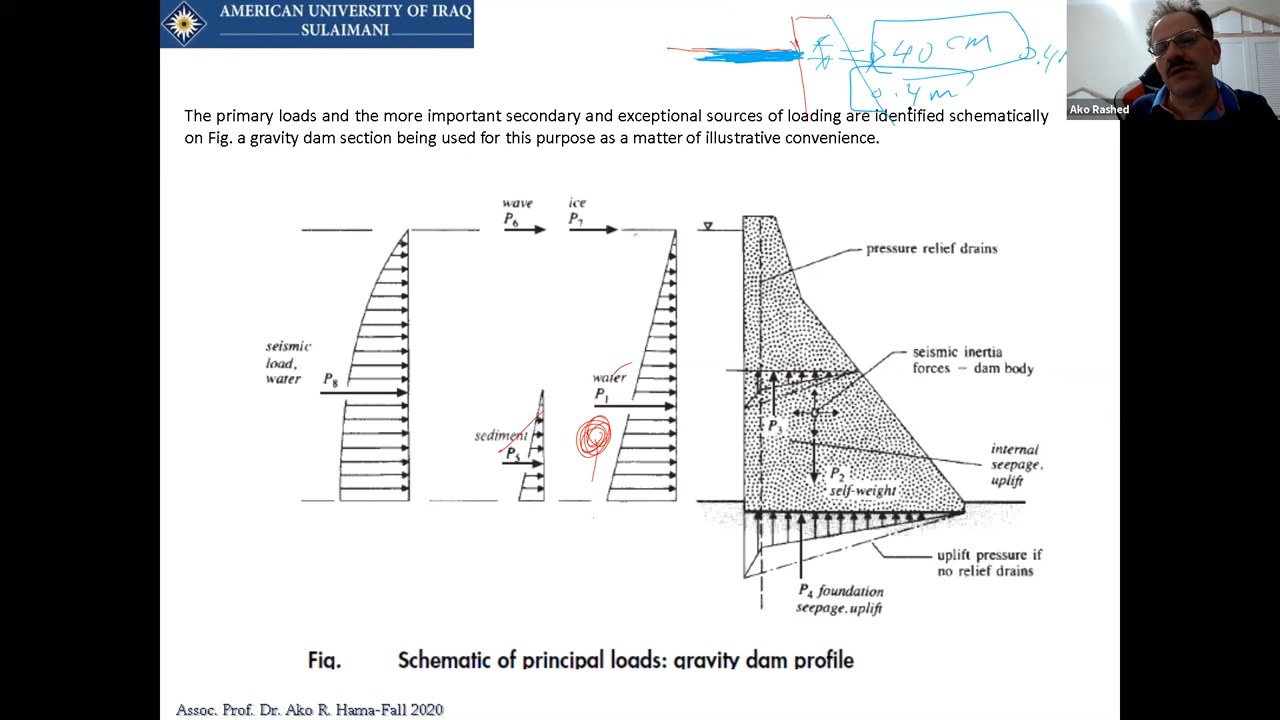 AMERICAN UNIVERSITY OF IRAQ
SULAIMANI
40 cm
0.4m
Ako Rashed
The primary loads and the more important secondary and exceptional sources of loading are identified schematically
on Fig. a gravity dam section being used for this purpose as a matter of illustrative convenience.
wave
P6
ice
P7
pressure relief drains
seismic
load,
water
P8
water
P1
sediment
P5
seismic inertia
forces – dam body
P3
P2
self-weight
internal
seepage,
uplift
uplift pressure if
no relief drains
P4 foundation
seepage, uplift
Fig. Schematic of principal loads: gravity dam profile
Assoc. Prof. Dr. Ako R. Hama-Fall 2020